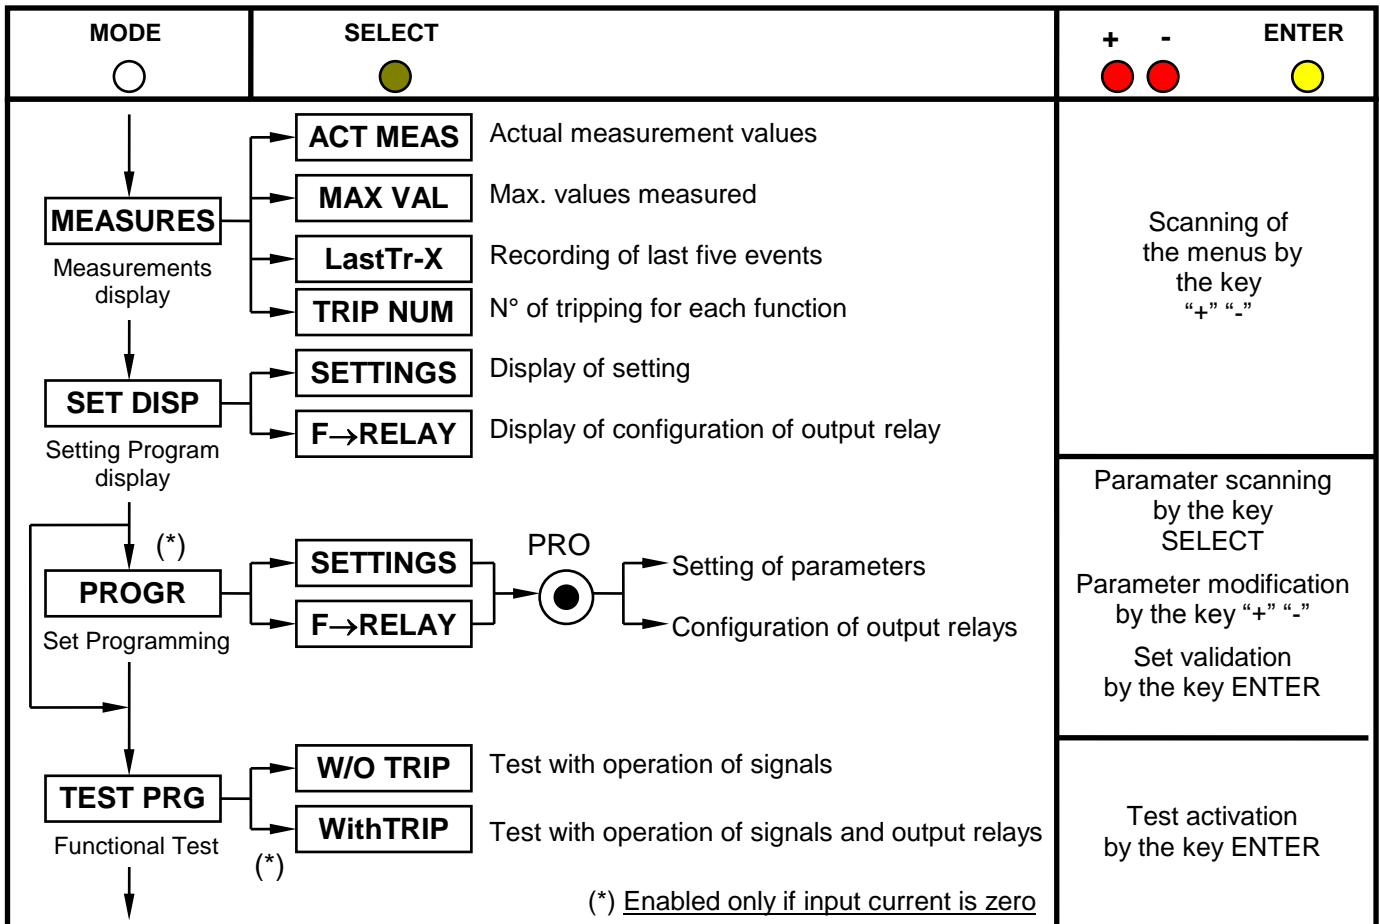 MODE
SELECT
+ -
ENTER
ACT MEAS
Actual measurement values
MAX VAL
Max. values measured
MEASURES
LastTr-X
Recording of last five events
Measurements
display
TRIP NUM
N° of tripping for each function
Scanning of
the menus by
the key
“+” “-”
SET DISP
SETTINGS
Display of setting
F→RELAY
Display of configuration of output relay
Setting Program
display
(*)
PROGR
Set Programming
SETTINGS
F→RELAY
PRO
Setting of parameters
Configuration of output relays
Paramater scanning
by the key
SELECT
Parameter modification
by the key “+” “-”
Set validation
by the key ENTER
TEST PRG
Functional Test
W/O TRIP
Test with operation of signals
WithTRIP
Test with operation of signals and output relays
(*)
Test activation
by the key ENTER
(*) Enabled only if input current is zero